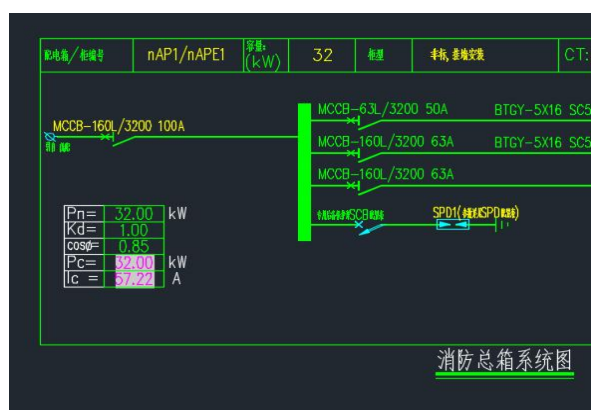 配电箱/柜编号 nAP1/nAPE1 容量:(kW) 32 柜型 非标,靠墙安装 CT:
MCCB-63L/3200 50A BTGY-5X16 SC5
MCCB-160L/3200 100A
MCCB-160L/3200 63A BTGY-5X16 SC5
MCCB-160L/3200 63A
SPD1
Pn= 32.00 kW
Kd= 1.00
cosø= 0.85
Pc= 32.00 kW
Ic = 57.22 A
消防总箱系统图